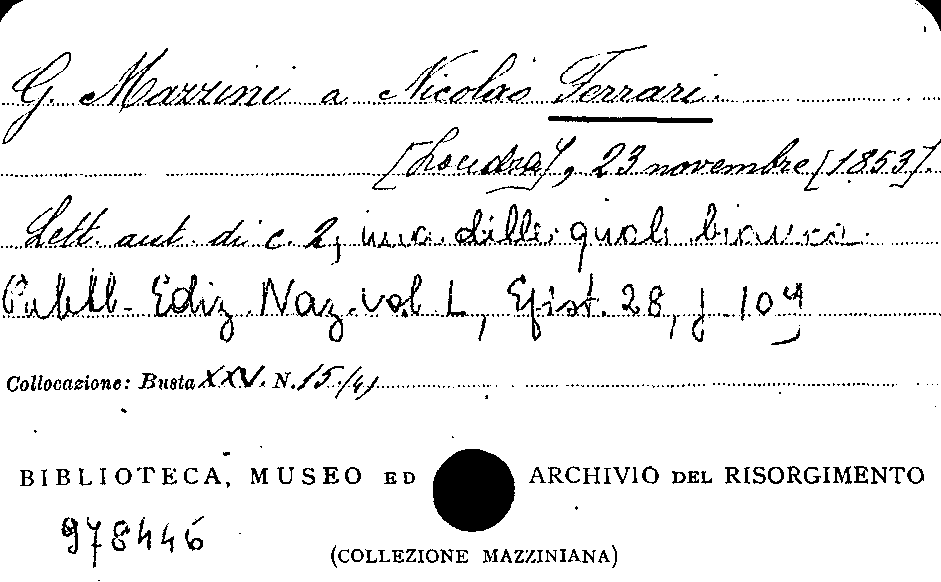 G. Mazzini a Nicolao Ferrari.
[Londra], 23 novembre [1853].
Lett. aut. di c. 2, una delle quali bianca.
Pubbl. Ediz. Naz. vol. L, Epist. 28, p. 104
Collocazione: Busta XXV. N. 15./4)
BIBLIOTECA, MUSEO ED ARCHIVIO DEL RISORGIMENTO
978446
(COLLEZIONE MAZZINIANA)